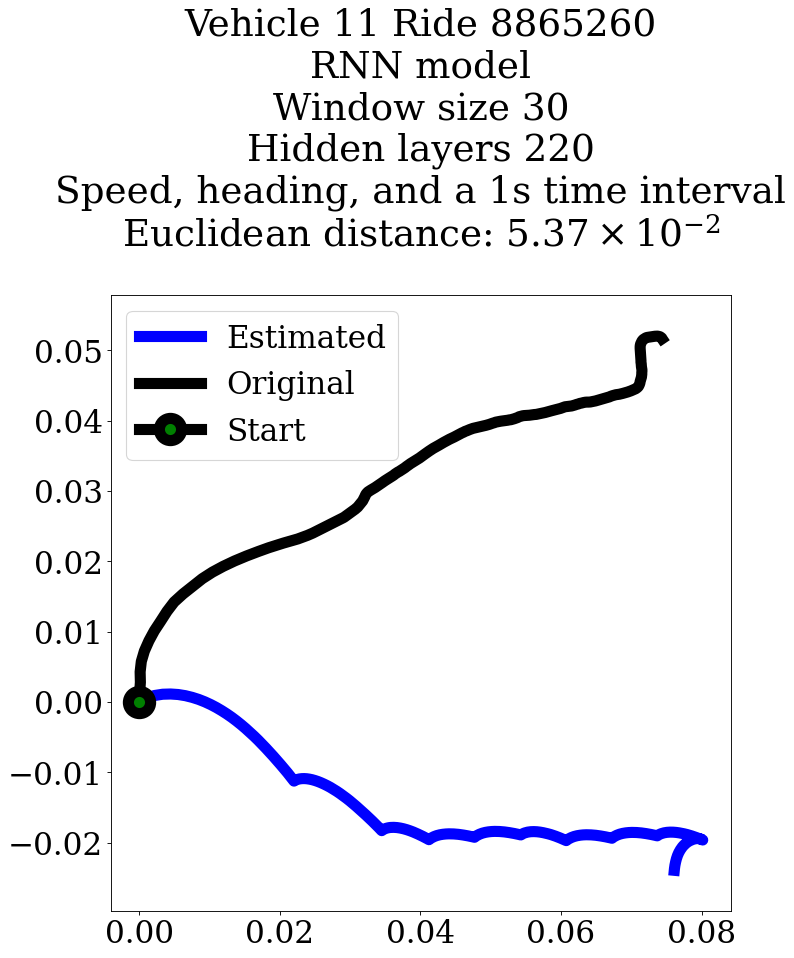 Vehicle 11 Ride 8865260
RNN model
Window size 30
Hidden layers 220
Speed, heading, and a 1s time interval
Euclidean distance: 5.37 × 10⁻²
Estimated
Original
Start
0.05
0.04
0.03
0.02
0.01
0.00
−0.01
−0.02
0.00 0.02 0.04 0.06 0.08